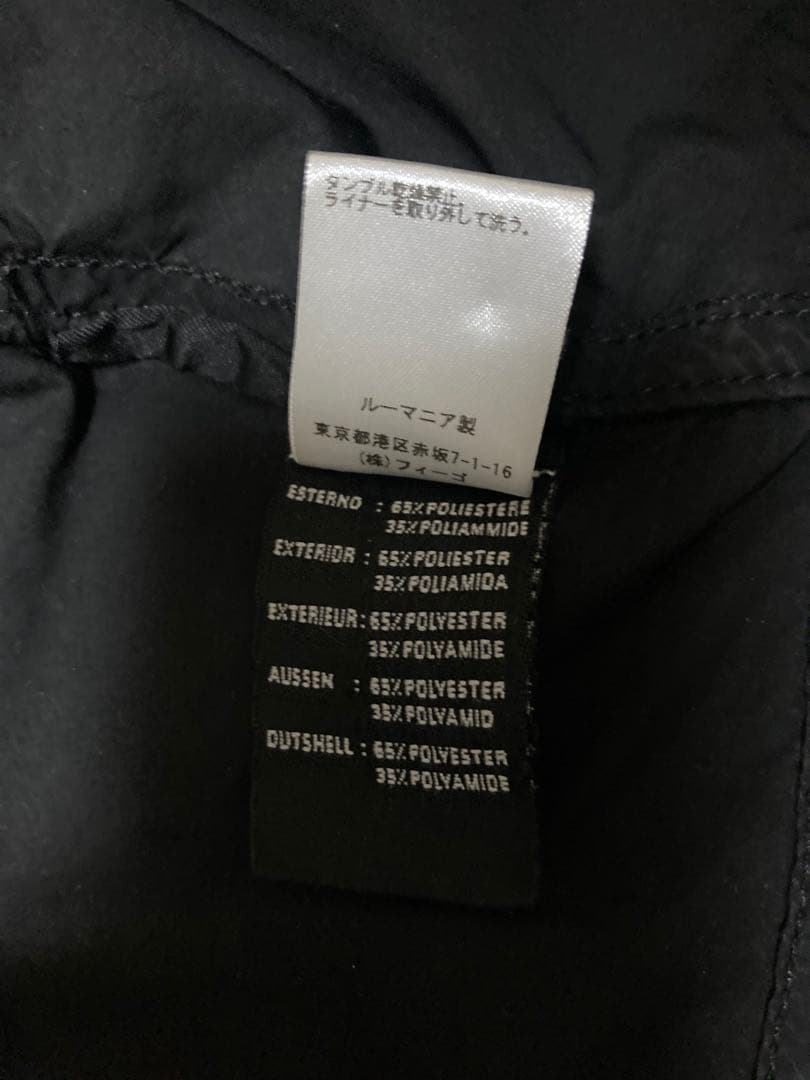 タンブル乾燥禁止。
ライナーを取り外して洗う。
ルーマニア製
東京都港区赤坂7-1-16
(株)フィーゴ
ESTERNO : 65%POLIESTERE
35%POLIAMMIDE
EXTERIOR : 65%POLIESTER
35%POLIAMIDA
EXTERIEUR: 65%POLYESTER
35%POLYAMIDE
AUSSEN : 65%POLYESTER
35%POLYAMID
OUTSHELL : 65%POLYESTER
35%POLYAMIDE